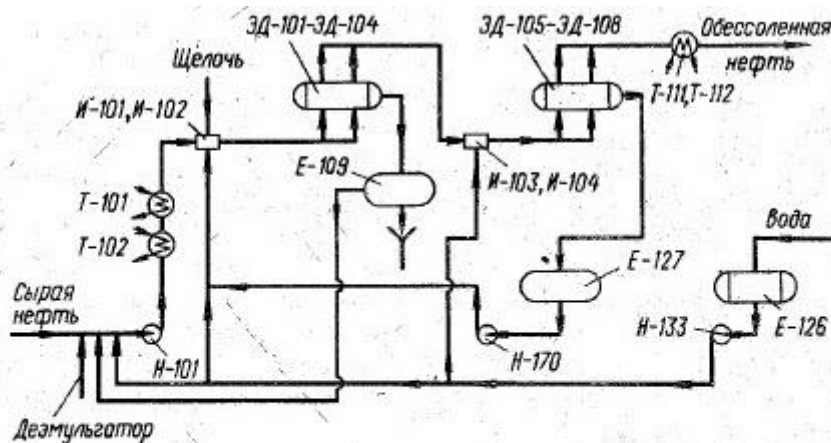 ЭД-101-ЭД-104
ЭД-105-ЭД-108
Обессоленная
нефть
Щелочь
Т-111,Т-112
И-101,И-102
Е-109
И-103,И-104
Т-101
вода
Т-102
Е-127
Сырая
нефть
Н-133
Е-126
Н-101
Н-170
Деэмульгатор